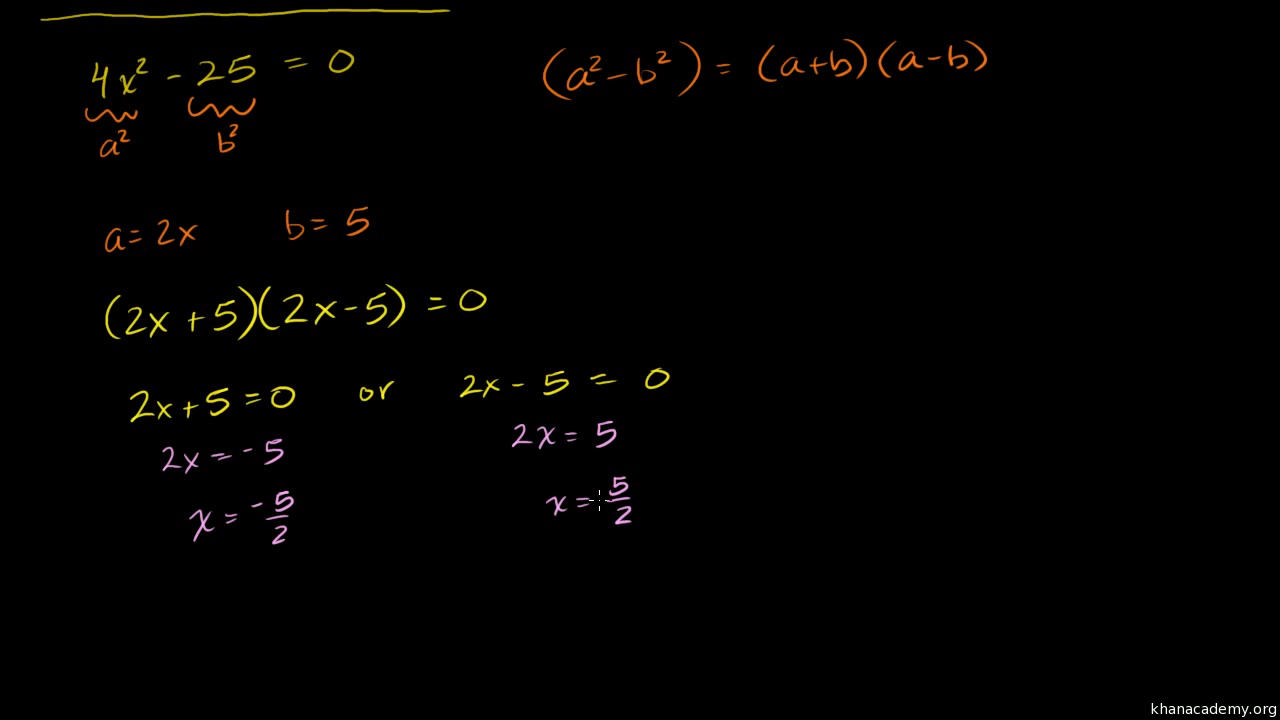 4x² - 25 = 0 (a² - b²) = (a+b)(a-b)
a² b²
a = 2x b = 5
(2x + 5)(2x - 5) = 0
2x + 5 = 0 or 2x - 5 = 0
2x = -5 2x = 5
x = -5/2 x = 5/2
khanacademy.org